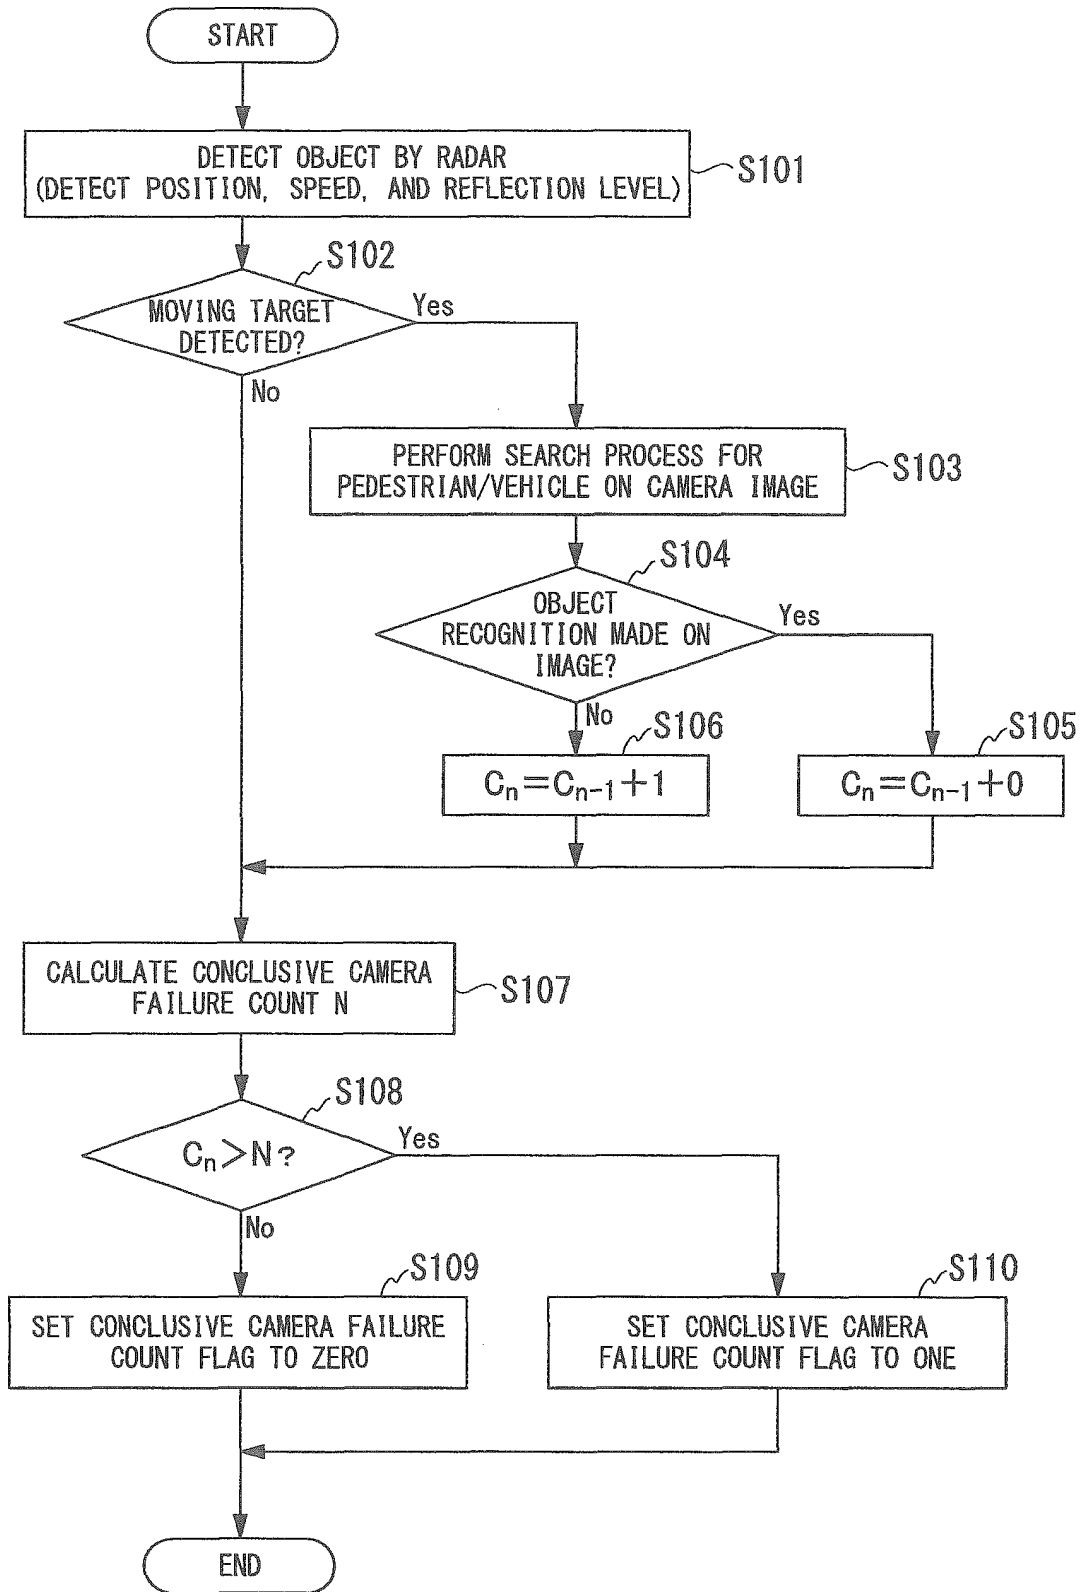 START
DETECT OBJECT BY RADAR
(DETECT POSITION, SPEED, AND REFLECTION LEVEL)
S101
S102
MOVING TARGET
DETECTED?
Yes
No
PERFORM SEARCH PROCESS FOR
PEDESTRIAN/VEHICLE ON CAMERA IMAGE
S103
S104
OBJECT
RECOGNITION MADE ON
IMAGE?
Yes
No
S106
Cn=Cn-1+1
S105
Cn=Cn-1+0
CALCULATE CONCLUSIVE CAMERA
FAILURE COUNT N
S107
S108
Cn>N?
Yes
No
S109
SET CONCLUSIVE CAMERA FAILURE
COUNT FLAG TO ZERO
S110
SET CONCLUSIVE CAMERA
FAILURE COUNT FLAG TO ONE
END